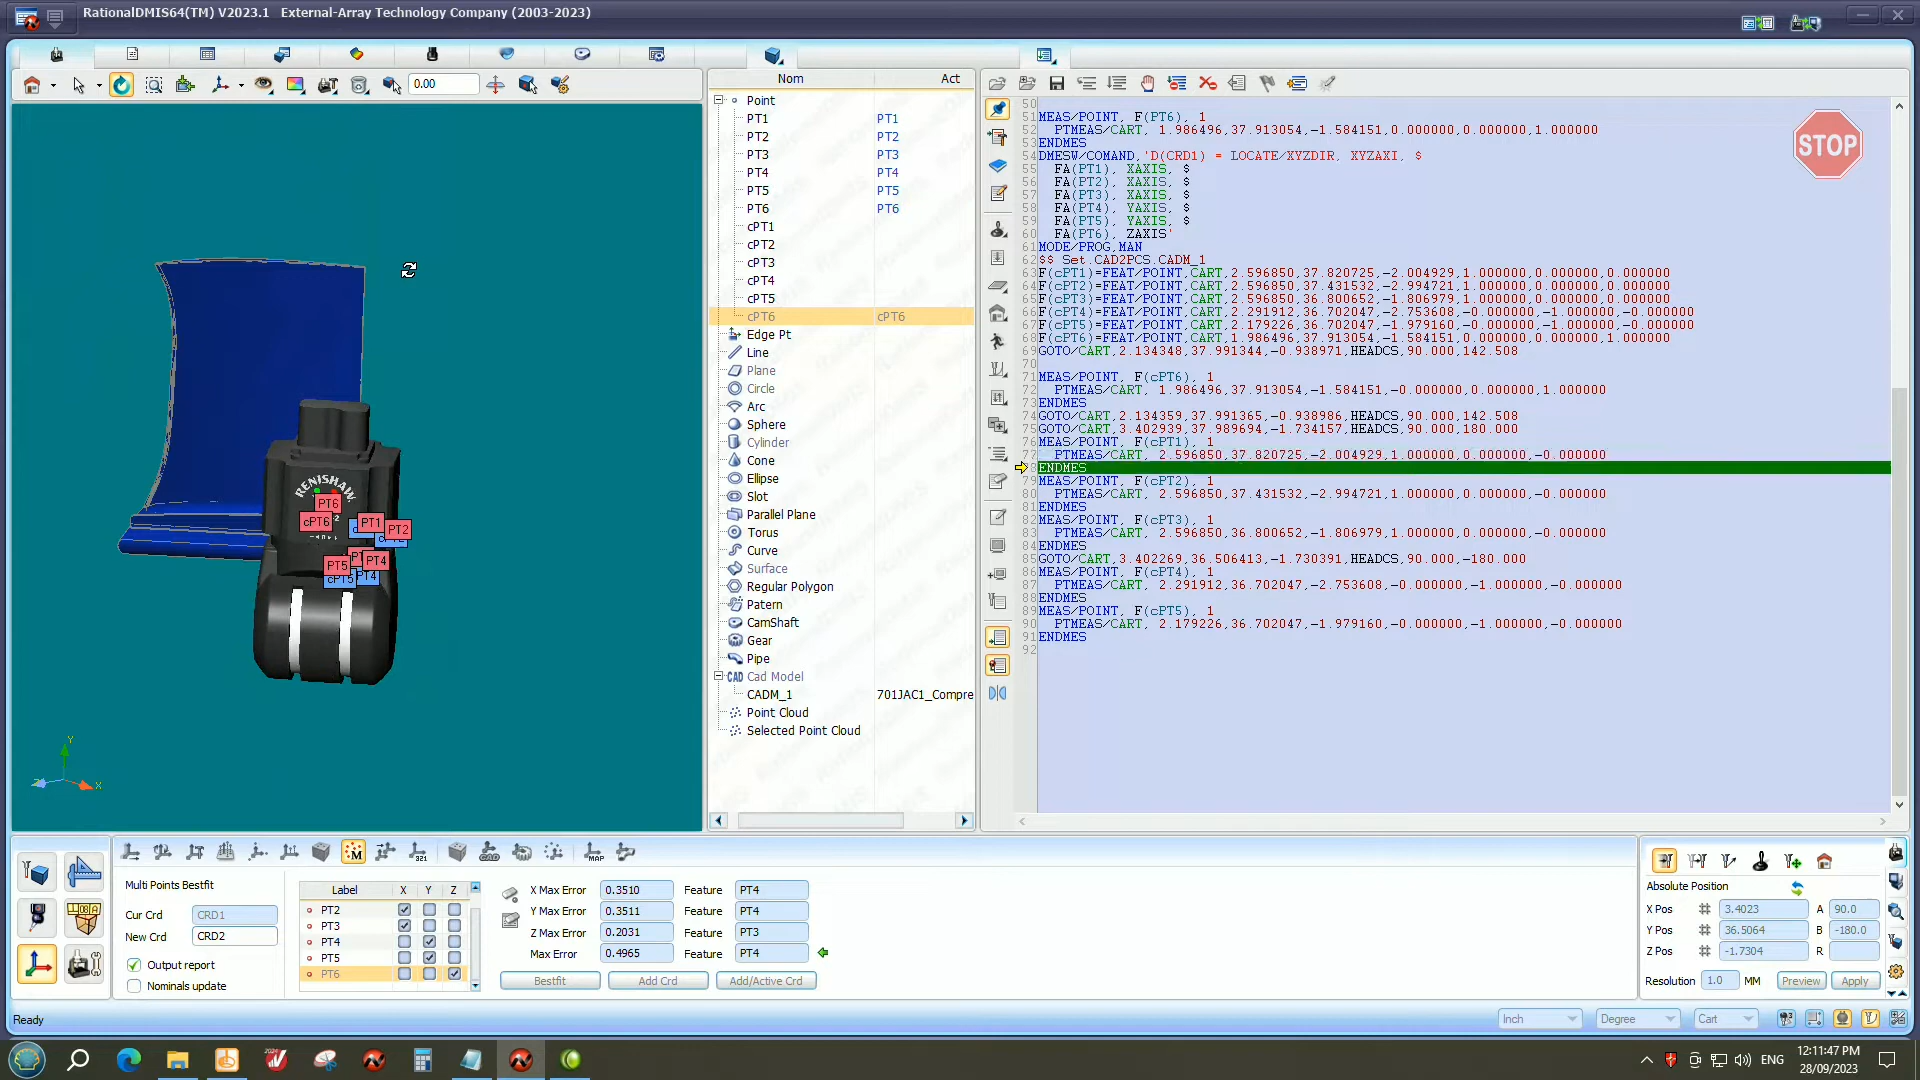 RationalDMIS64(TM) V2023.1 External-Array Technology Company (2003-2023)
0.00
Nom Act
Point
PT1 PT1
PT2 PT2
PT3 PT3
PT4 PT4
PT5 PT5
PT6 PT6
cPT1
cPT2
cPT3
cPT4
cPT5
cPT6 cPT6
Edge Pt
Line
Plane
Circle
Arc
Sphere
Cylinder
Cone
Ellipse
Slot
Parallel Plane
Torus
Curve
Surface
Regular Polygon
Patern
CamShaft
Gear
Pipe
CAD Cad Model
CADM_1 701JAC1_Compre
Point Cloud
Selected Point Cloud
50
51 MEAS/POINT, F(PT6), 1
52 PTMEAS/CART, 1.986496,37.913054,-1.584151,0.000000,0.000000,1.000000
53 ENDMES
54 DMESW/COMAND,'D(CRD1) = LOCATE/XYZDIR, XYZAXI, $
55 FA(PT1), XAXIS, $
56 FA(PT2), XAXIS, $
57 FA(PT3), XAXIS, $
58 FA(PT4), YAXIS, $
59 FA(PT5), YAXIS, $
60 FA(PT6), ZAXIS'
61 MODE/PROG,MAN
62 $$ Set.CAD2PCS.CADM_1
63 F(cPT1)=FEAT/POINT,CART,2.596850,37.820725,-2.004929,1.000000,0.000000,0.000000
64 F(cPT2)=FEAT/POINT,CART,2.596850,37.431532,-2.994721,1.000000,0.000000,0.000000
65 F(cPT3)=FEAT/POINT,CART,2.596850,36.800652,-1.806979,1.000000,0.000000,0.000000
66 F(cPT4)=FEAT/POINT,CART,2.291912,36.702047,-2.753608,-0.000000,-1.000000,-0.000000
67 F(cPT5)=FEAT/POINT,CART,2.179226,36.702047,-1.979160,-0.000000,-1.000000,-0.000000
68 F(cPT6)=FEAT/POINT,CART,1.986496,37.913054,-1.584151,0.000000,0.000000,1.000000
69 GOTO/CART,2.134348,37.991344,-0.938971,HEADCS,90.000,142.508
70
71 MEAS/POINT, F(cPT6), 1
72 PTMEAS/CART, 1.986496,37.913054,-1.584151,-0.000000,0.000000,1.000000
73 ENDMES
74 GOTO/CART,2.134359,37.991365,-0.938986,HEADCS,90.000,142.508
75 GOTO/CART,3.402939,37.989694,-1.734157,HEADCS,90.000,180.000
76 MEAS/POINT, F(cPT1), 1
77 PTMEAS/CART, 2.596850,37.820725,-2.004929,1.000000,0.000000,-0.000000
8 ENDMES
79 MEAS/POINT, F(cPT2), 1
80 PTMEAS/CART, 2.596850,37.431532,-2.994721,1.000000,0.000000,-0.000000
81 ENDMES
82 MEAS/POINT, F(cPT3), 1
83 PTMEAS/CART, 2.596850,36.800652,-1.806979,1.000000,0.000000,-0.000000
84 ENDMES
85 GOTO/CART,3.402269,36.506413,-1.730391,HEADCS,90.000,-180.000
86 MEAS/POINT, F(cPT4), 1
87 PTMEAS/CART, 2.291912,36.702047,-2.753608,-0.000000,-1.000000,-0.000000
88 ENDMES
89 MEAS/POINT, F(cPT5), 1
90 PTMEAS/CART, 2.179226,36.702047,-1.979160,-0.000000,-1.000000,-0.000000
91 ENDMES
92
STOP
RENISHAW
PT6
cPT6 PT1 PT2
PT5 PT4
cPT5 PT4
Y
X
Multi Points Bestfit
Cur Crd CRD1
New Crd CRD2
Output report
Nominals update
Label X Y Z
PT2
PT3
PT4
PT5
PT6
X Max Error 0.3510 Feature PT4
Y Max Error 0.3511 Feature PT4
Z Max Error 0.2031 Feature PT3
Max Error 0.4965 Feature PT4
Bestfit Add Crd Add/Active Crd
M
321
CAD
MAP
Absolute Position
X Pos 3.4023 A 90.0
Y Pos 36.5064 B -180.0
Z Pos -1.7304 R
Resolution 1.0 MM Preview Apply
Ready
Inch Degree Cart
ENG 12:11:47 PM
28/09/2023